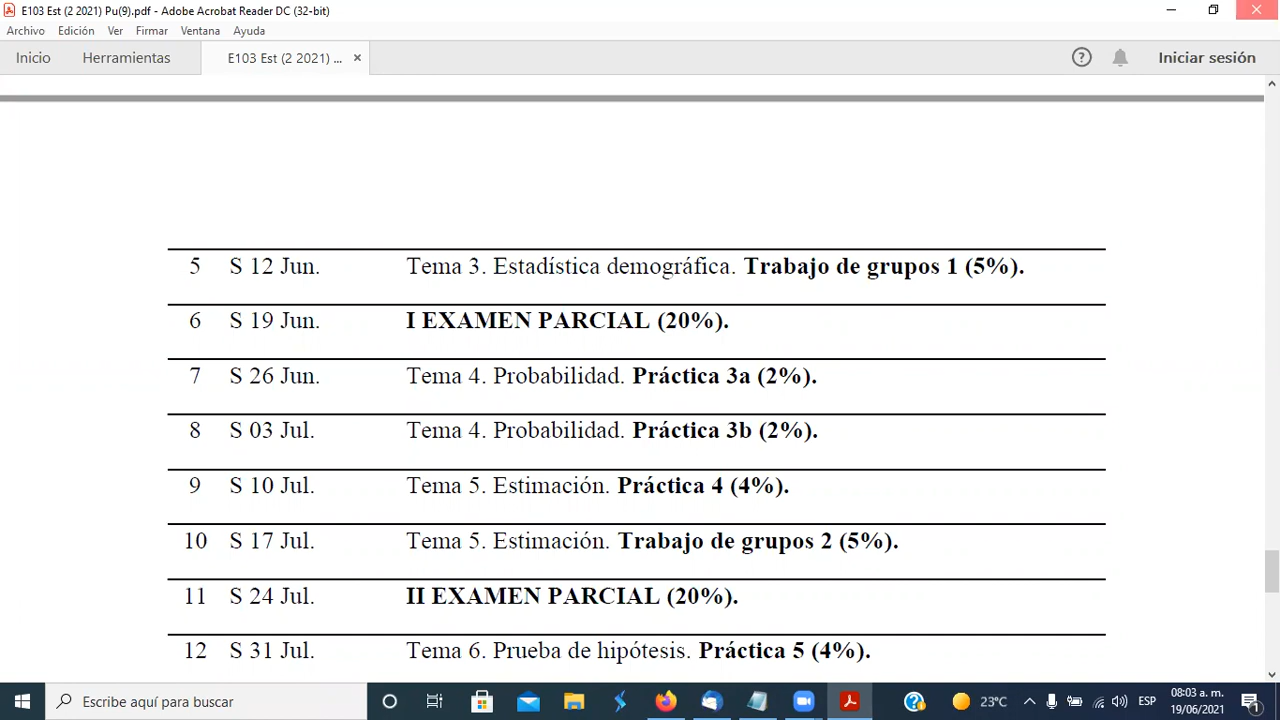 E103 Est (2 2021) Pu(9).pdf - Adobe Acrobat Reader DC (32-bit)
Archivo Edición Ver Firmar Ventana Ayuda
Inicio Herramientas E103 Est (2 2021) ... × ? Iniciar sesión
5 S 12 Jun. Tema 3. Estadística demográfica. Trabajo de grupos 1 (5%).
6 S 19 Jun. I EXAMEN PARCIAL (20%).
7 S 26 Jun. Tema 4. Probabilidad. Práctica 3a (2%).
8 S 03 Jul. Tema 4. Probabilidad. Práctica 3b (2%).
9 S 10 Jul. Tema 5. Estimación. Práctica 4 (4%).
10 S 17 Jul. Tema 5. Estimación. Trabajo de grupos 2 (5%).
11 S 24 Jul. II EXAMEN PARCIAL (20%).
12 S 31 Jul. Tema 6. Prueba de hipótesis. Práctica 5 (4%).
Escribe aquí para buscar 23°C ESP 08:03 a. m.
19/06/2021 1